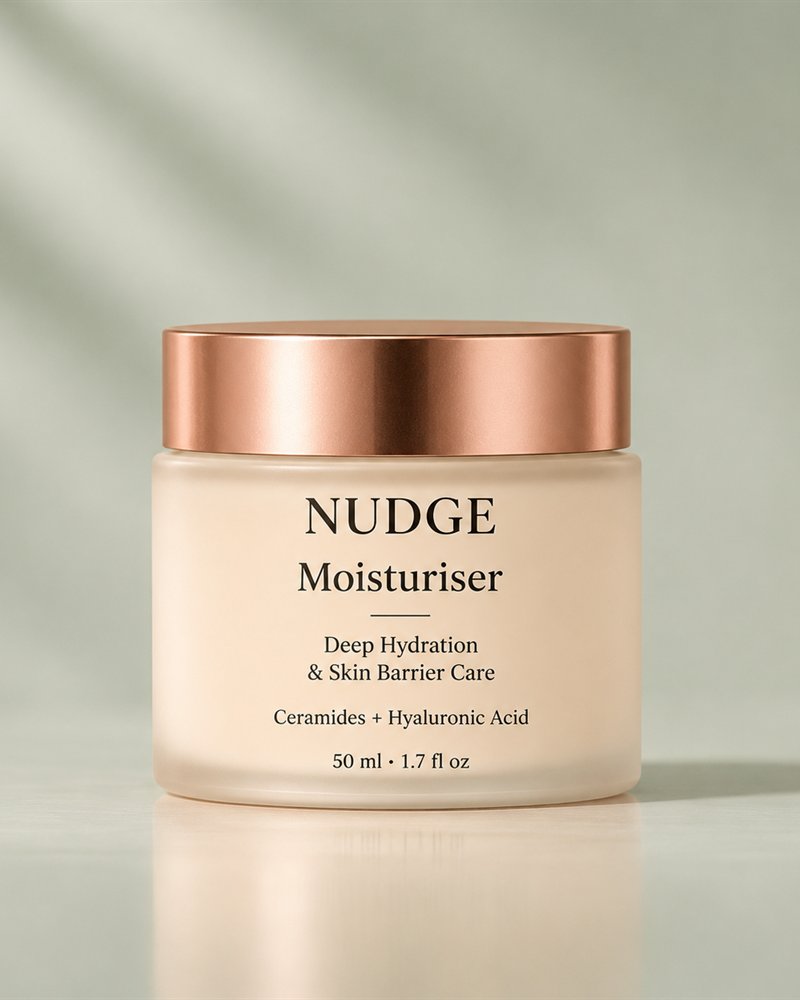 NUDGE
Moisturiser
Deep Hydration
& Skin Barrier Care
Ceramides + Hyaluronic Acid
50 ml • 1.7 fl oz